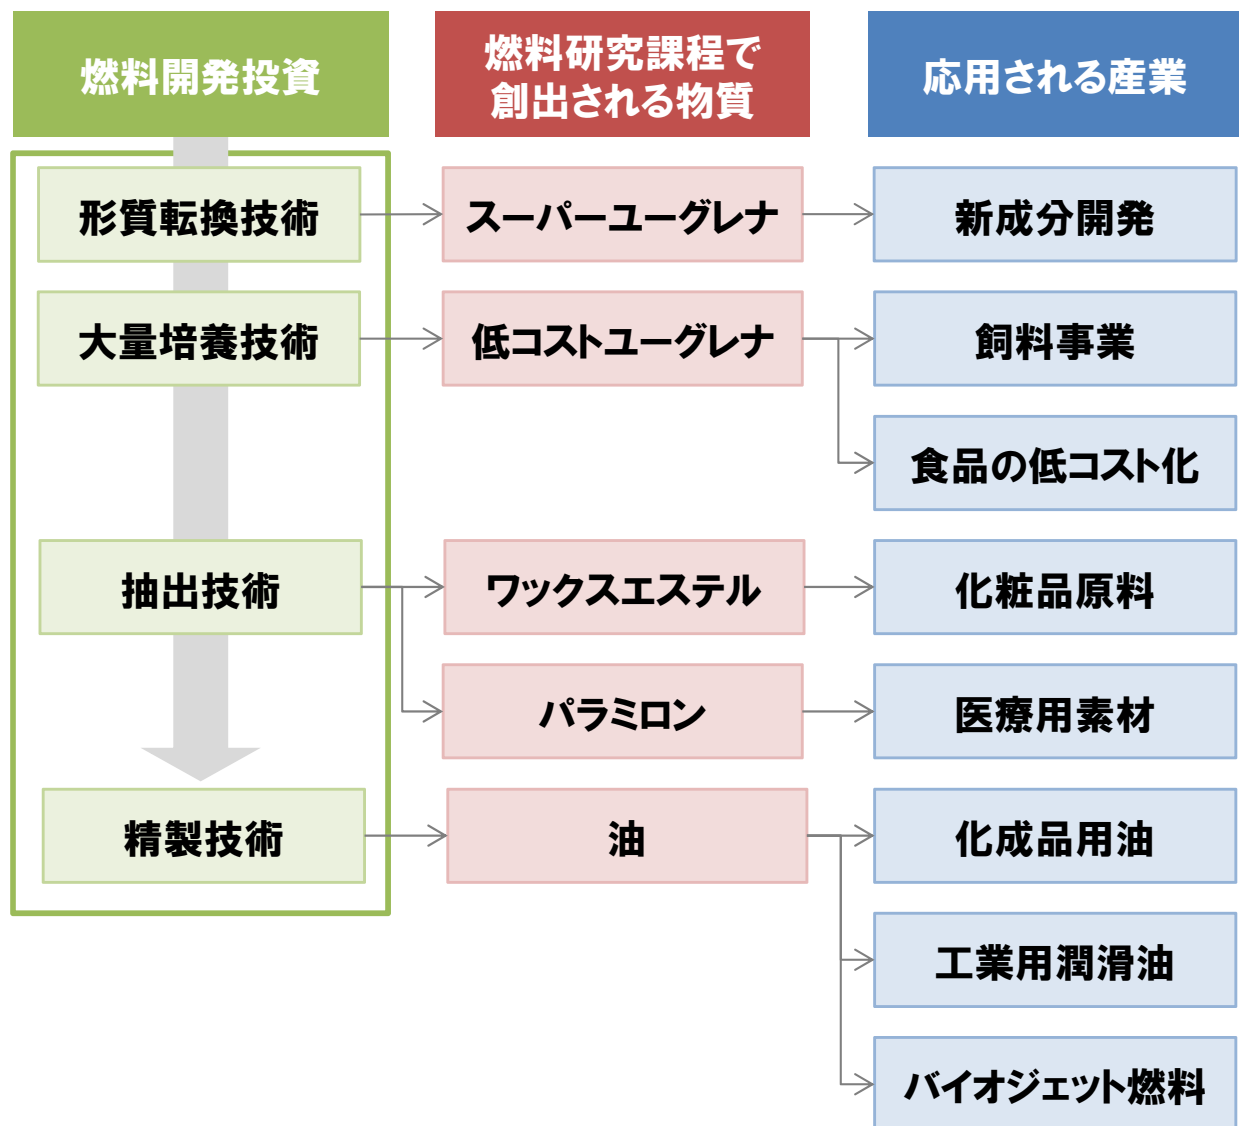 燃料開発投資
燃料研究課程で
創出される物質
応用される産業
形質転換技術
スーパーユーグレナ
新成分開発
大量培養技術
低コストユーグレナ
飼料事業
食品の低コスト化
抽出技術
ワックスエステル
化粧品原料
パラミロン
医療用素材
精製技術
油
化成品用油
工業用潤滑油
バイオジェット燃料